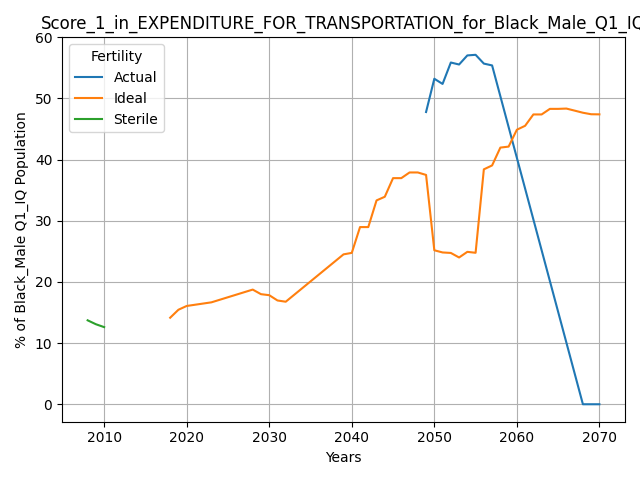 Score_1_in_EXPENDITURE_FOR_TRANSPORTATION_for_Black_Male_Q1_IQ
Fertility
Actual
Ideal
Sterile
% of Black_Male Q1_IQ Population
60
50
40
30
20
10
0
2010 2020 2030 2040 2050 2060 2070
Years